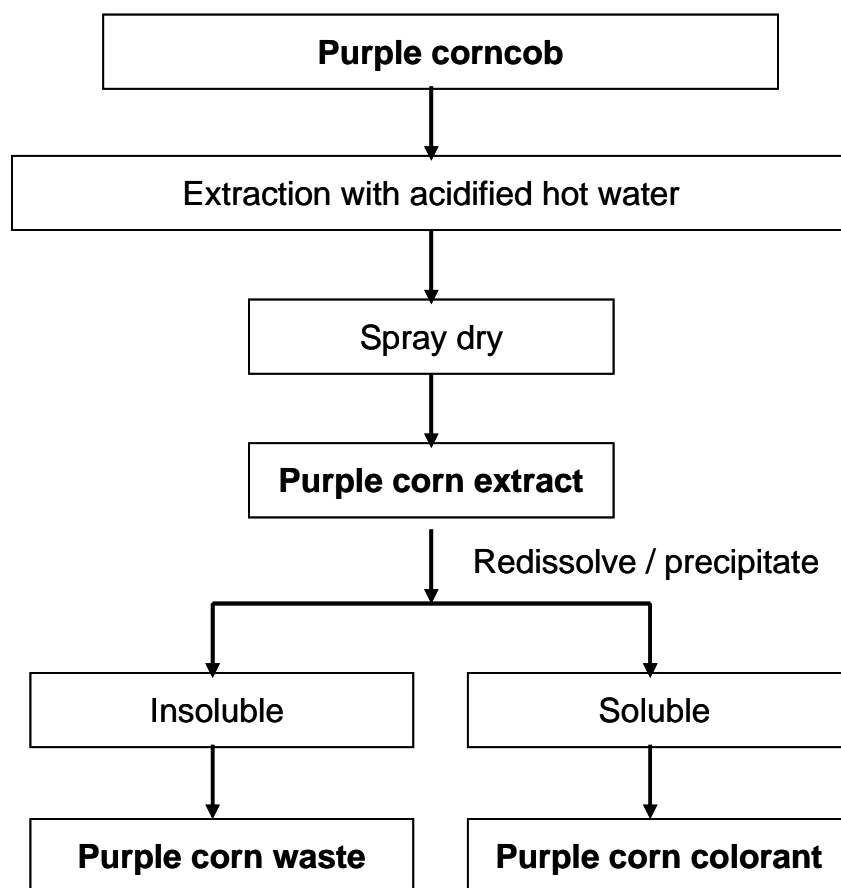 Purple corncob
Extraction with acidified hot water
Spray dry
Purple corn extract
Redissolve / precipitate
Insoluble
Soluble
Purple corn waste
Purple corn colorant